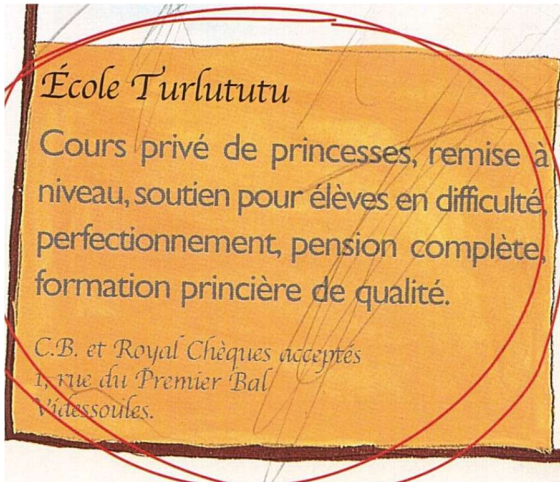 École Turlututu
Cours privé de princesses, remise à
niveau, soutien pour élèves en difficulté,
perfectionnement, pension complète,
formation princière de qualité.
C.B. et Royal Chèques acceptés
1, rue du Premier Bal
Videssoules.